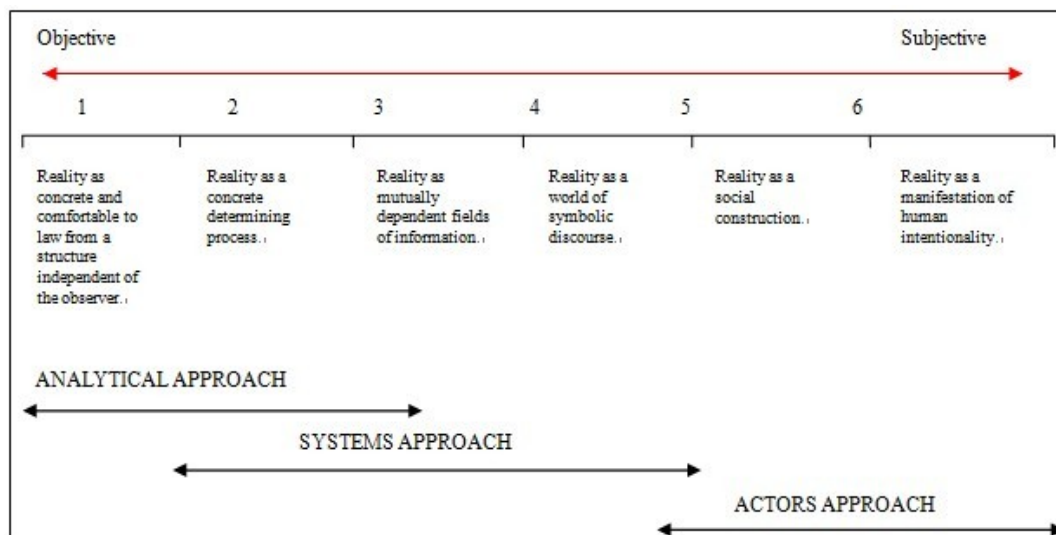 Objective Subjective
1 2 3 4 5 6
Reality as
concrete and
comfortable to
law from a
structure
independent of
the observer.
Reality as a
concrete
determining
process.
Reality as
mutually
dependent fields
of information.
Reality as a
world of
symbolic
discourse.
Reality as a
social
construction.
Reality as a
manifestation of
human
intentionality.
ANALYTICAL APPROACH
SYSTEMS APPROACH
ACTORS APPROACH